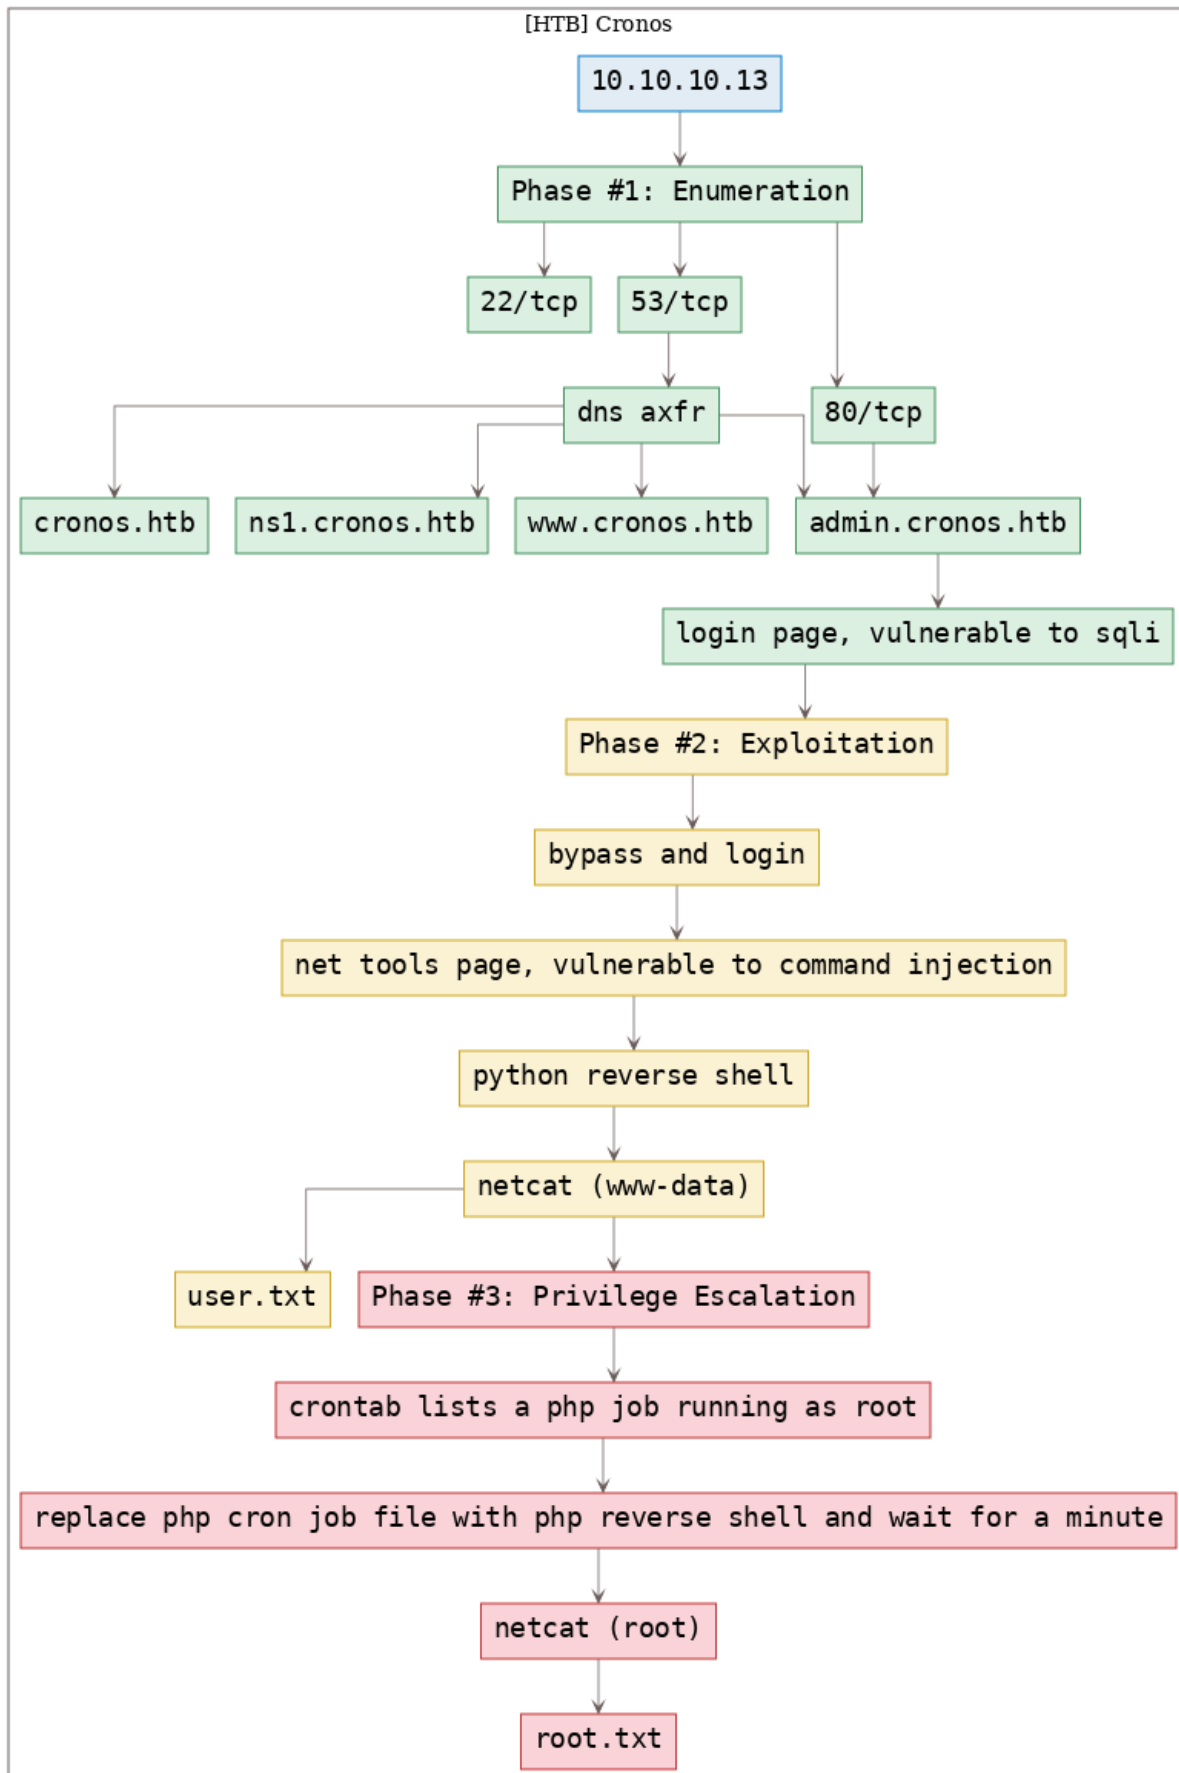 [HTB] Cronos
10.10.10.13
Phase #1: Enumeration
22/tcp
53/tcp
dns axfr
80/tcp
cronos.htb
ns1.cronos.htb
www.cronos.htb
admin.cronos.htb
login page, vulnerable to sqli
Phase #2: Exploitation
bypass and login
net tools page, vulnerable to command injection
python reverse shell
netcat (www-data)
user.txt
Phase #3: Privilege Escalation
crontab lists a php job running as root
replace php cron job file with php reverse shell and wait for a minute
netcat (root)
root.txt